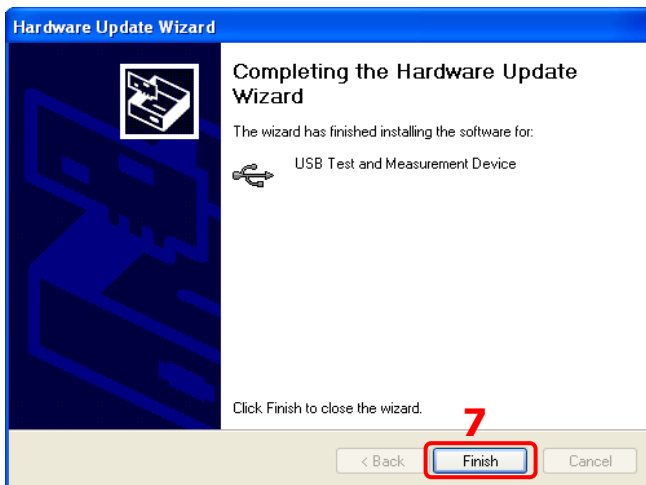 Hardware Update Wizard
Completing the Hardware Update
Wizard
The wizard has finished installing the software for:
USB Test and Measurement Device
Click Finish to close the wizard.
7
< Back
Finish
Cancel